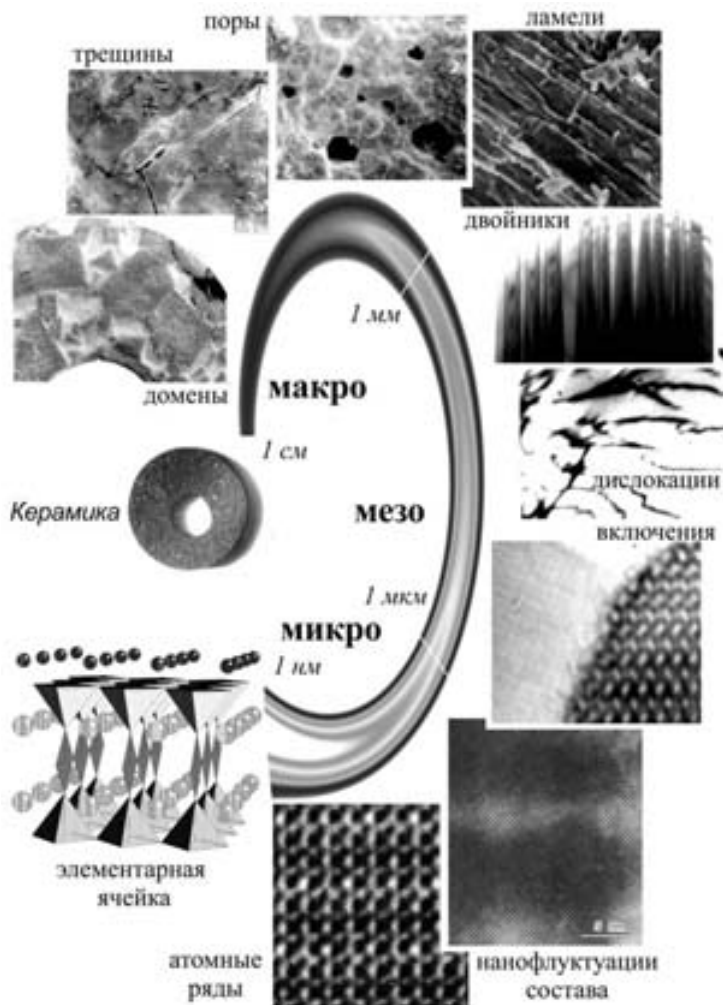 поры
ламели
трещины
двойники
1 мм
макро
домены
1 см
дислокации
Керамика
мезо
включения
1 мкм
микро
1 нм
элементарная
ячейка
атомные
ряды
нанофлуктуации
состава